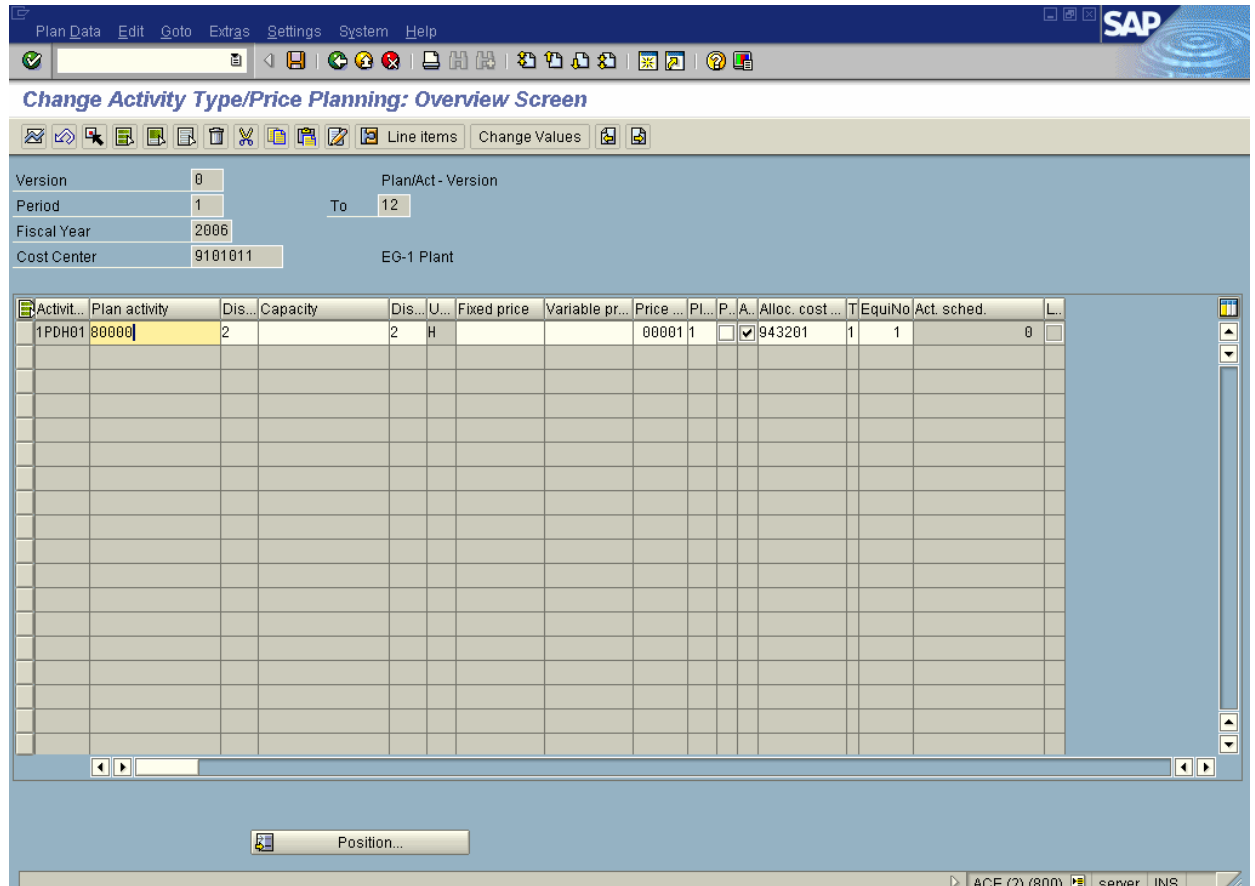 Plan Data Edit Goto Extras Settings System Help
SAP
Change Activity Type/Price Planning: Overview Screen
Line items Change Values
Version 0 Plan/Act - Version
Period 1 To 12
Fiscal Year 2006
Cost Center 9101011 EG-1 Plant
Activit... Plan activity Dis... Capacity Dis... U... Fixed price Variable pr... Price ... Pl... P.. A.. Alloc. cost ... T EquiNo Act. sched. L..
1PDH01 80000 2 2 H 00001 1 943201 1 1 0
Position...
ACE (2) (800) server INS